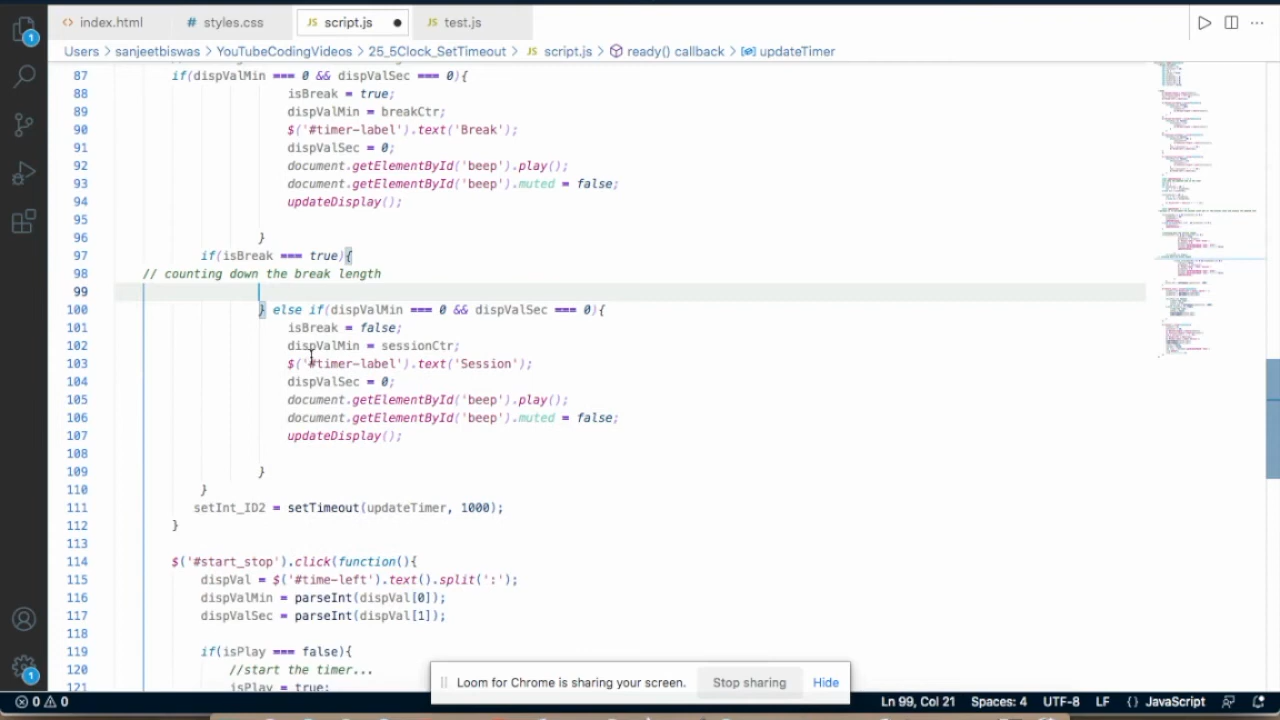 index.html
styles.css
script.js
test.js
Users > sanjeetbiswas > YouTubeCodingVideos > 25_5Clock_SetTimeout > script.js > ready() callback > updateTimer
87 if(dispValMin === 0 && dispValSec === 0){
88 isBreak = true;
89 dispValMin = breakCtr;
90 $('#timer-label').text('Break');
91 dispValSec = 0;
92 document.getElementById('beep').play();
93 document.getElementById('beep').muted = false;
94 updateDisplay();
95
96 }
97 if(isBreak === true){
98 // counting down the break length
99
100 } else if(dispValMin === 0 && dispValSec === 0){
101 isBreak = false;
102 dispValMin = sessionCtr;
103 $('#timer-label').text('Session');
104 dispValSec = 0;
105 document.getElementById('beep').play();
106 document.getElementById('beep').muted = false;
107 updateDisplay();
108
109 }
110 }
111 setInt_ID2 = setTimeout(updateTimer, 1000);
112 }
113
114 $('#start_stop').click(function(){
115 dispVal = $('#time-left').text().split(':');
116 dispValMin = parseInt(dispVal[0]);
117 dispValSec = parseInt(dispVal[1]);
118
119 if(isPlay === false){
120 //start the timer...
121 isPlay = true;
Loom for Chrome is sharing your screen. Stop sharing Hide
0 0 Ln 99, Col 21 Spaces: 4 UTF-8 LF {} JavaScript